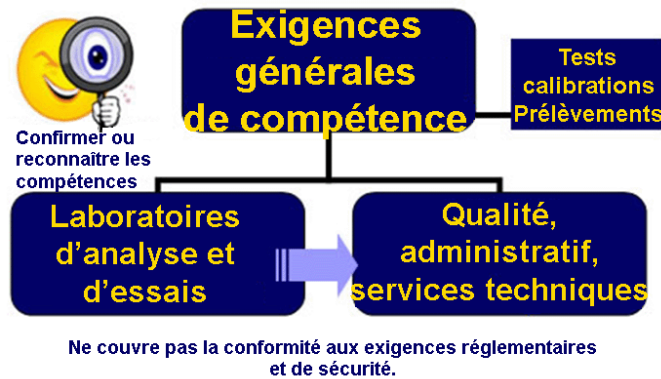 Exigences
générales
de compétence
Tests
calibrations
Prélèvements
Confirmer ou
reconnaître les
compétences
Laboratoires
d'analyse et
d'essais
Qualité,
administratif,
services techniques
Ne couvre pas la conformité aux exigences réglementaires
et de sécurité.